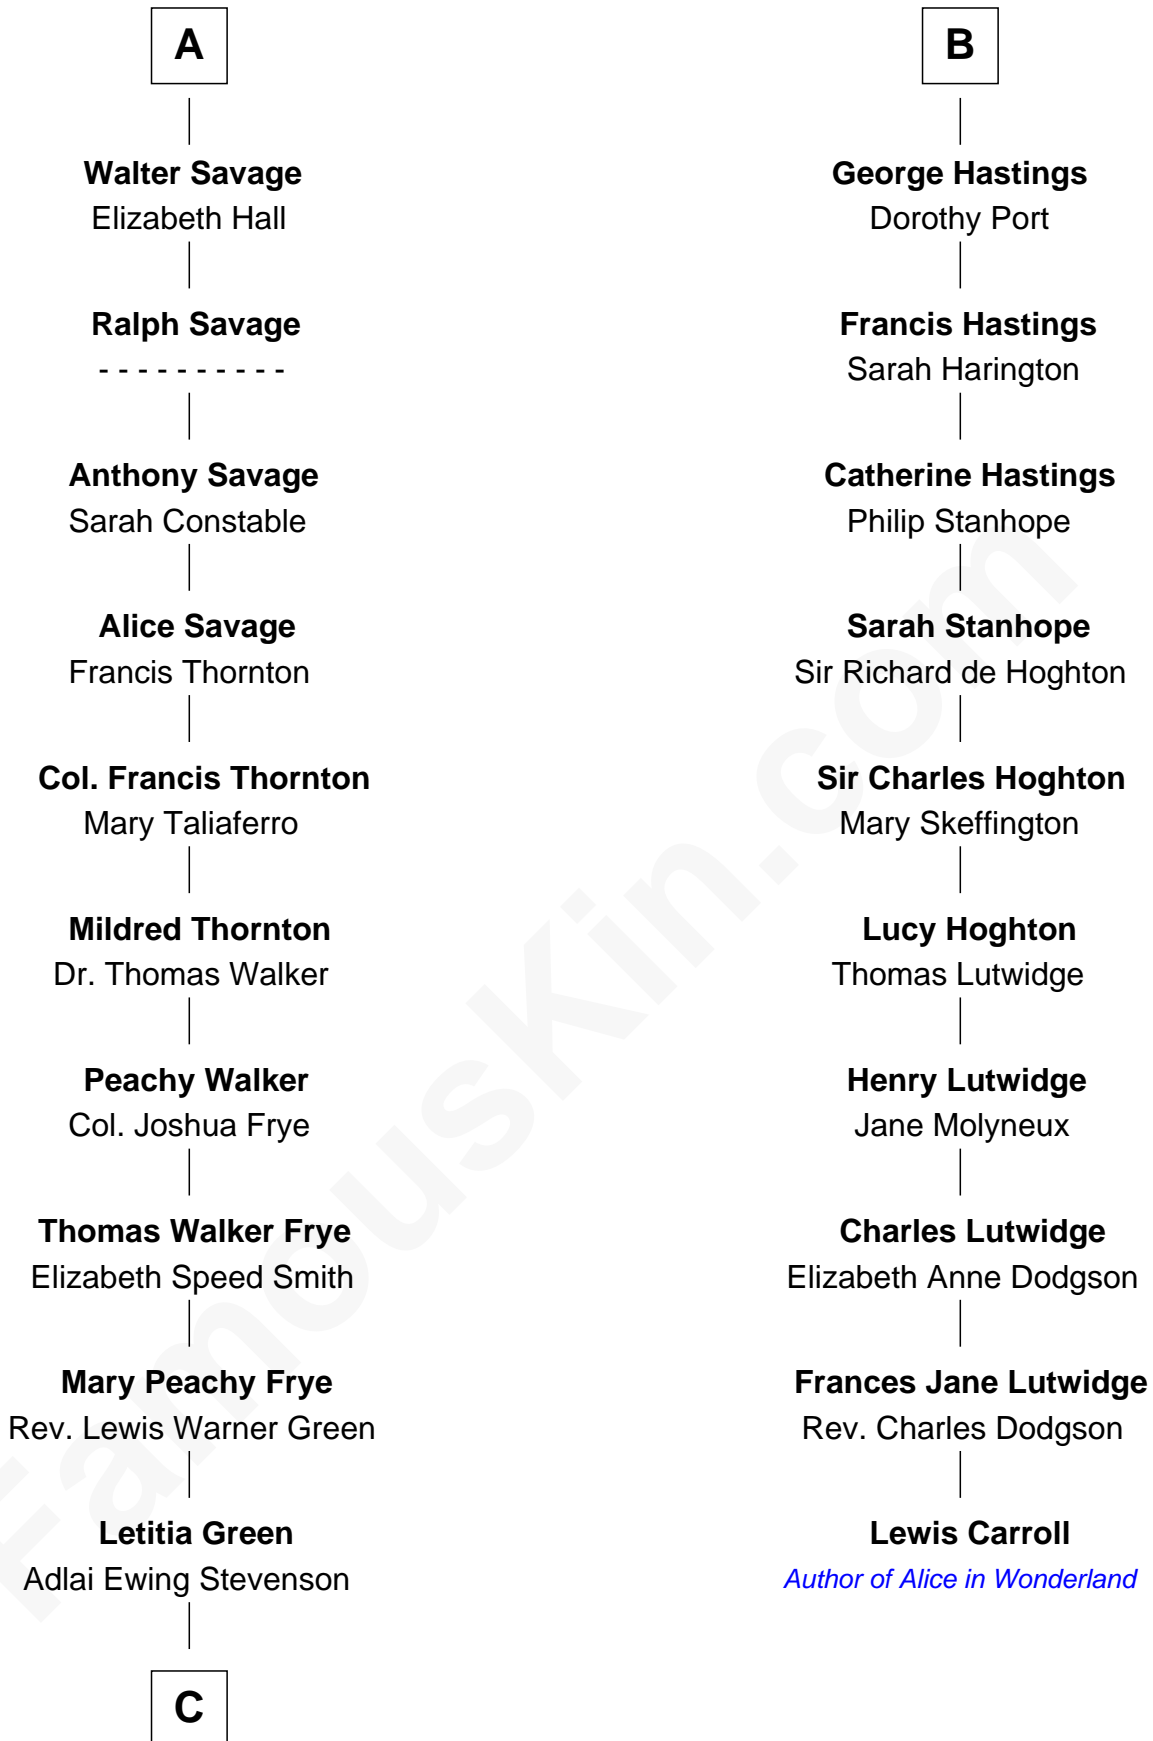 A
Walter Savage
Elizabeth Hall
Ralph Savage
- - - - - - - - - -
Anthony Savage
Sarah Constable
Alice Savage
Francis Thornton
Col. Francis Thornton
Mary Taliaferro
Mildred Thornton
Dr. Thomas Walker
Peachy Walker
Col. Joshua Frye
Thomas Walker Frye
Elizabeth Speed Smith
Mary Peachy Frye
Rev. Lewis Warner Green
Letitia Green
Adlai Ewing Stevenson
C
B
George Hastings
Dorothy Port
Francis Hastings
Sarah Harington
Catherine Hastings
Philip Stanhope
Sarah Stanhope
Sir Richard de Hoghton
Sir Charles Hoghton
Mary Skeffington
Lucy Hoghton
Thomas Lutwidge
Henry Lutwidge
Jane Molyneux
Charles Lutwidge
Elizabeth Anne Dodgson
Frances Jane Lutwidge
Rev. Charles Dodgson
Lewis Carroll
Author of Alice in Wonderland
FamousKin.com